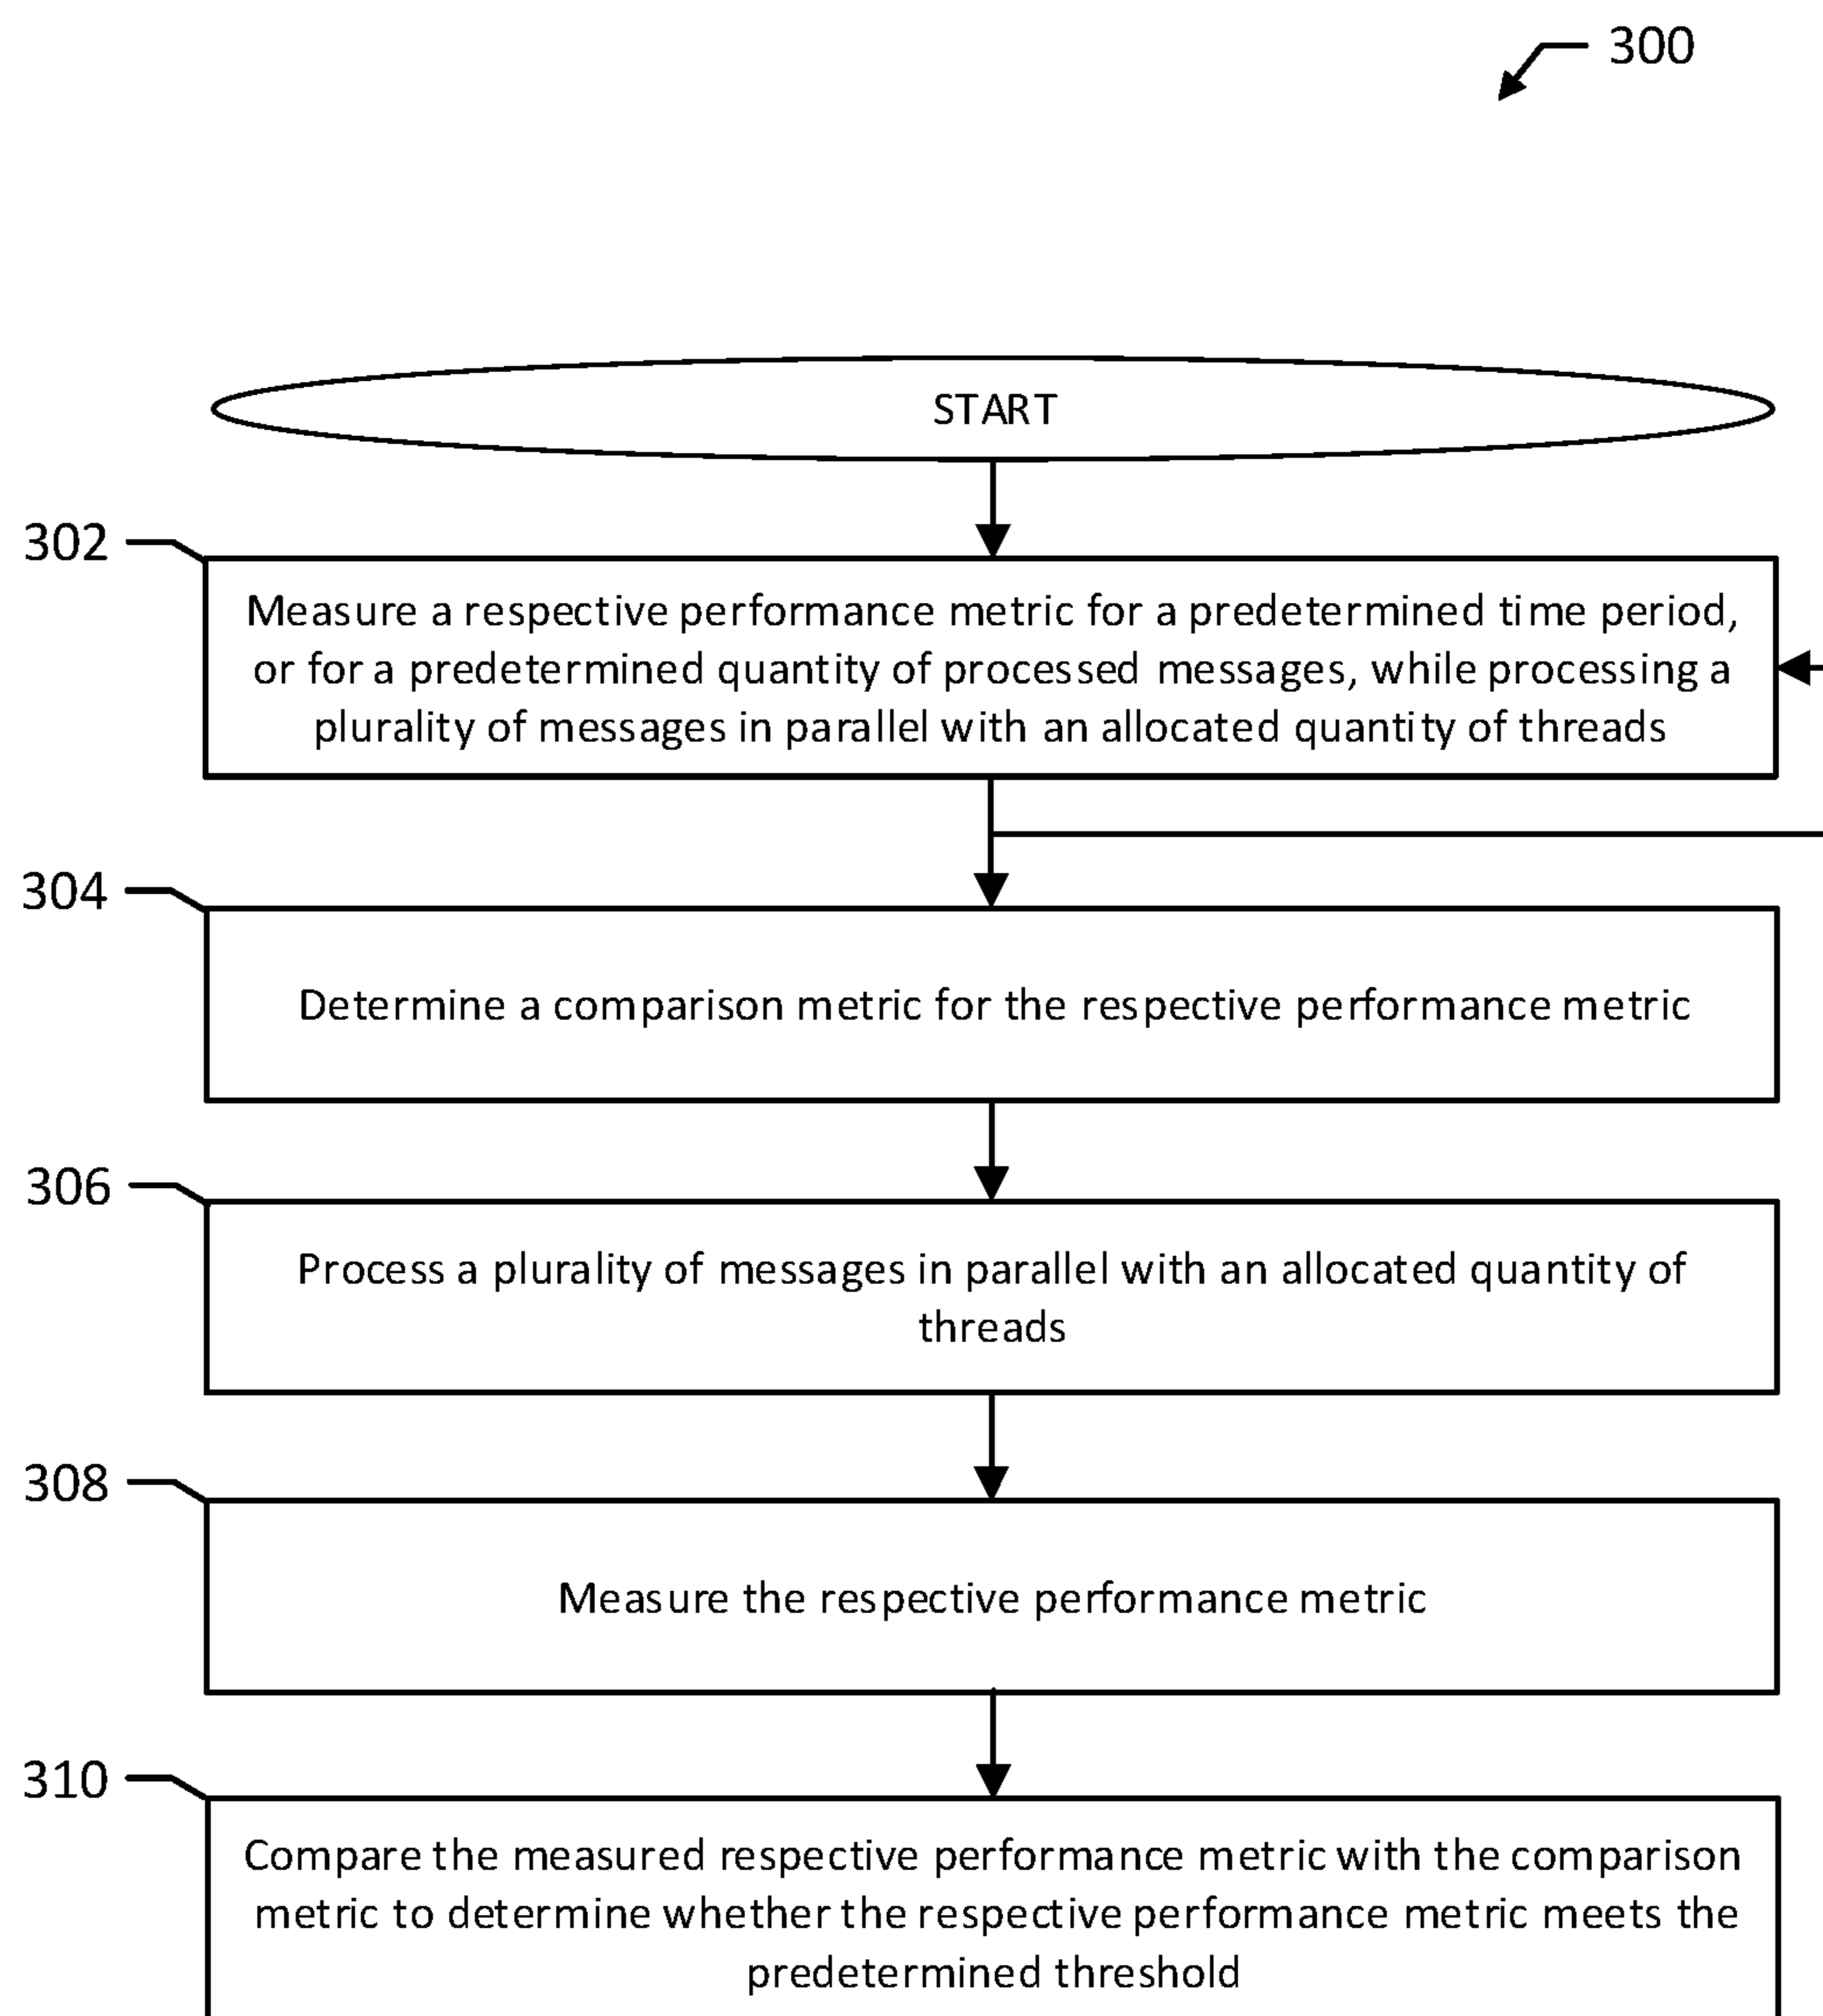 300
START
302
Measure a respective performance metric for a predetermined time period,
or for a predetermined quantity of processed messages, while processing a
plurality of messages in parallel with an allocated quantity of threads
304
Determine a comparison metric for the respective performance metric
306
Process a plurality of messages in parallel with an allocated quantity of
threads
308
Measure the respective performance metric
310
Compare the measured respective performance metric with the comparison
metric to determine whether the respective performance metric meets the
predetermined threshold